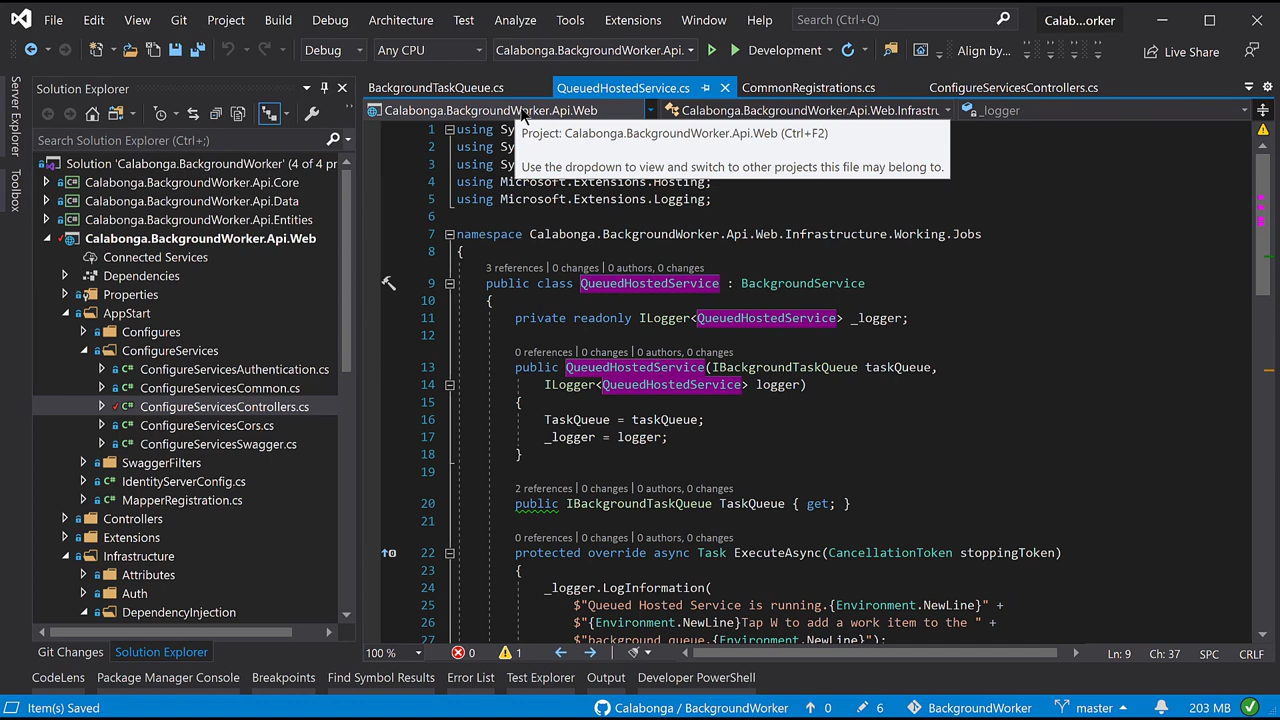 File Edit View Git Project Build Debug Architecture Test Analyze Tools Extensions Window Help Search (Ctrl+Q) Calab...orker
Debug Any CPU Calabonga.BackgroundWorker.Api. Development Align by... Live Share
Server Explorer
Toolbox
Solution Explorer
Search Solution Explorer (Ctrl+;)
Solution 'Calabonga.BackgroundWorker' (4 of 4 pr
Calabonga.BackgroundWorker.Api.Core
Calabonga.BackgroundWorker.Api.Data
Calabonga.BackgroundWorker.Api.Entities
Calabonga.BackgroundWorker.Api.Web
Connected Services
Dependencies
Properties
AppStart
Configures
ConfigureServices
ConfigureServicesAuthentication.cs
ConfigureServicesCommon.cs
ConfigureServicesControllers.cs
ConfigureServicesCors.cs
ConfigureServicesSwagger.cs
SwaggerFilters
IdentityServerConfig.cs
MapperRegistration.cs
Controllers
Extensions
Infrastructure
Attributes
Auth
DependencyInjection
Git Changes Solution Explorer
BackgroundTaskQueue.cs QueuedHostedService.cs CommonRegistrations.cs ConfigureServicesControllers.cs
Calabonga.BackgroundWorker.Api.Web Calabonga.BackgroundWorker.Api.Web.Infrastru _logger
Project: Calabonga.BackgroundWorker.Api.Web (Ctrl+F2)
Use the dropdown to view and switch to other projects this file may belong to.
1 using Sy
2 using Sy
3 using Sy
4 using Microsoft.Extensions.Hosting;
5 using Microsoft.Extensions.Logging;
6
7 namespace Calabonga.BackgroundWorker.Api.Web.Infrastructure.Working.Jobs
8 {
3 references | 0 changes | 0 authors, 0 changes
9 public class QueuedHostedService : BackgroundService
10 {
11 private readonly ILogger<QueuedHostedService> _logger;
12
0 references | 0 changes | 0 authors, 0 changes
13 public QueuedHostedService(IBackgroundTaskQueue taskQueue,
14 ILogger<QueuedHostedService> logger)
15 {
16 TaskQueue = taskQueue;
17 _logger = logger;
18 }
19
2 references | 0 changes | 0 authors, 0 changes
20 public IBackgroundTaskQueue TaskQueue { get; }
21
0 references | 0 changes | 0 authors, 0 changes
22 protected override async Task ExecuteAsync(CancellationToken stoppingToken)
23 {
24 _logger.LogInformation(
25 $"Queued Hosted Service is running.{Environment.NewLine}" +
26 $"{Environment.NewLine}Tap W to add a work item to the " +
27 $"background queue.{Environment.NewLine}");
100 % 0 1 Ln: 9 Ch: 37 SPC CRLF
CodeLens Package Manager Console Breakpoints Find Symbol Results Error List Test Explorer Output Developer PowerShell
Item(s) Saved Calabonga / BackgroundWorker 0 6 BackgroundWorker master 203 MB